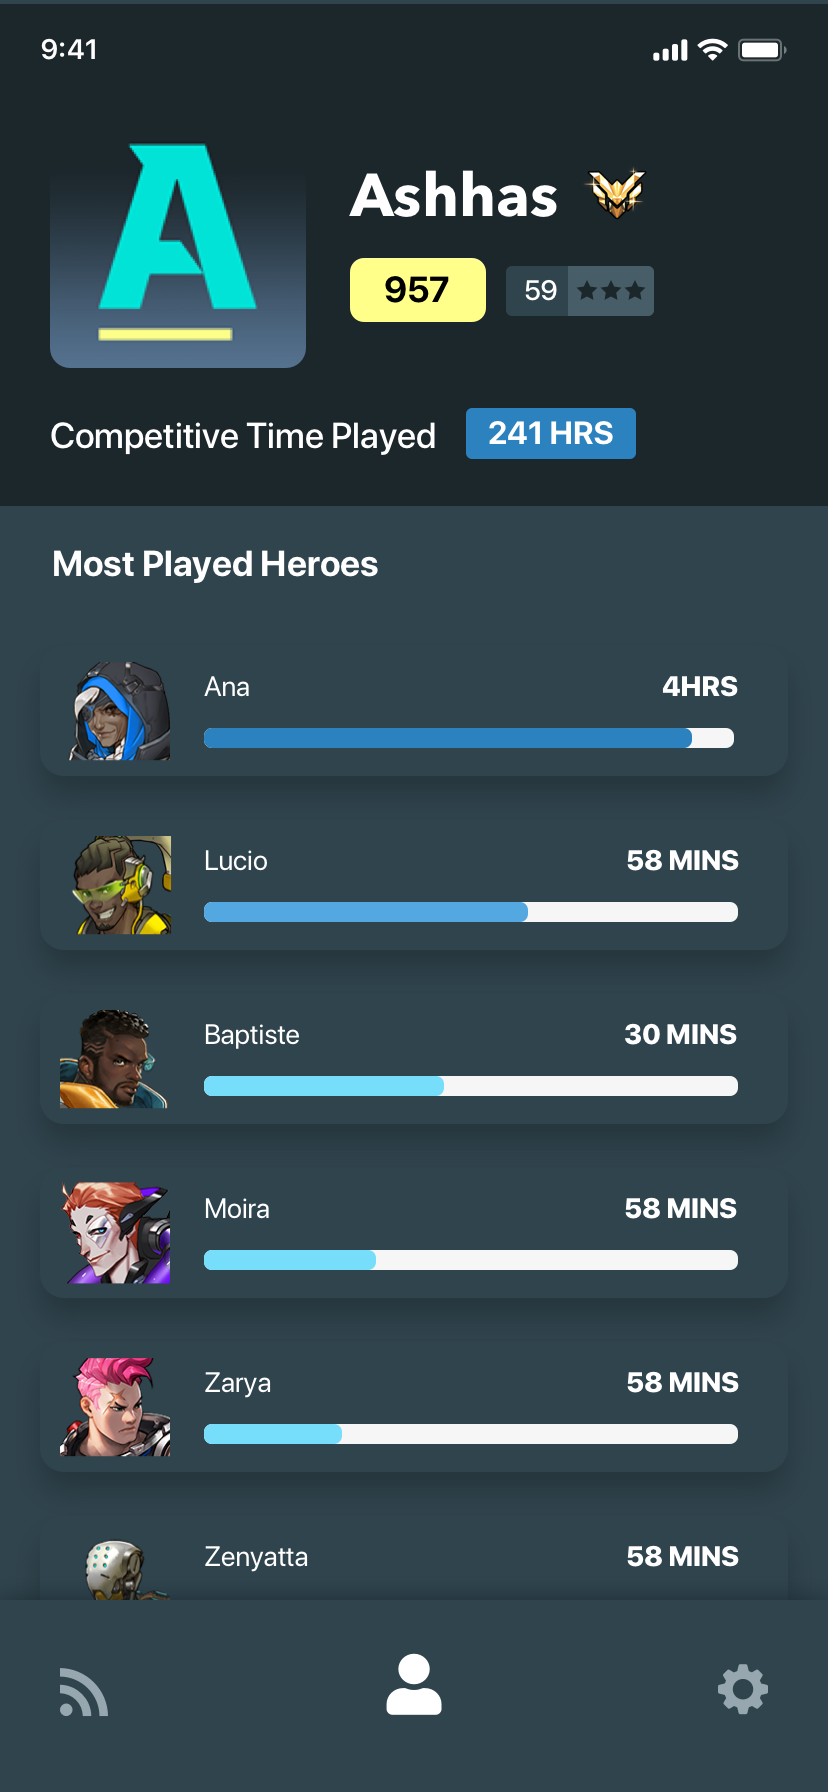 9:41
A
Ashhas
957
59
Competitive Time Played
241 HRS
Most Played Heroes
Ana
4HRS
Lucio
58 MINS
Baptiste
30 MINS
Moira
58 MINS
Zarya
58 MINS
Zenyatta
58 MINS